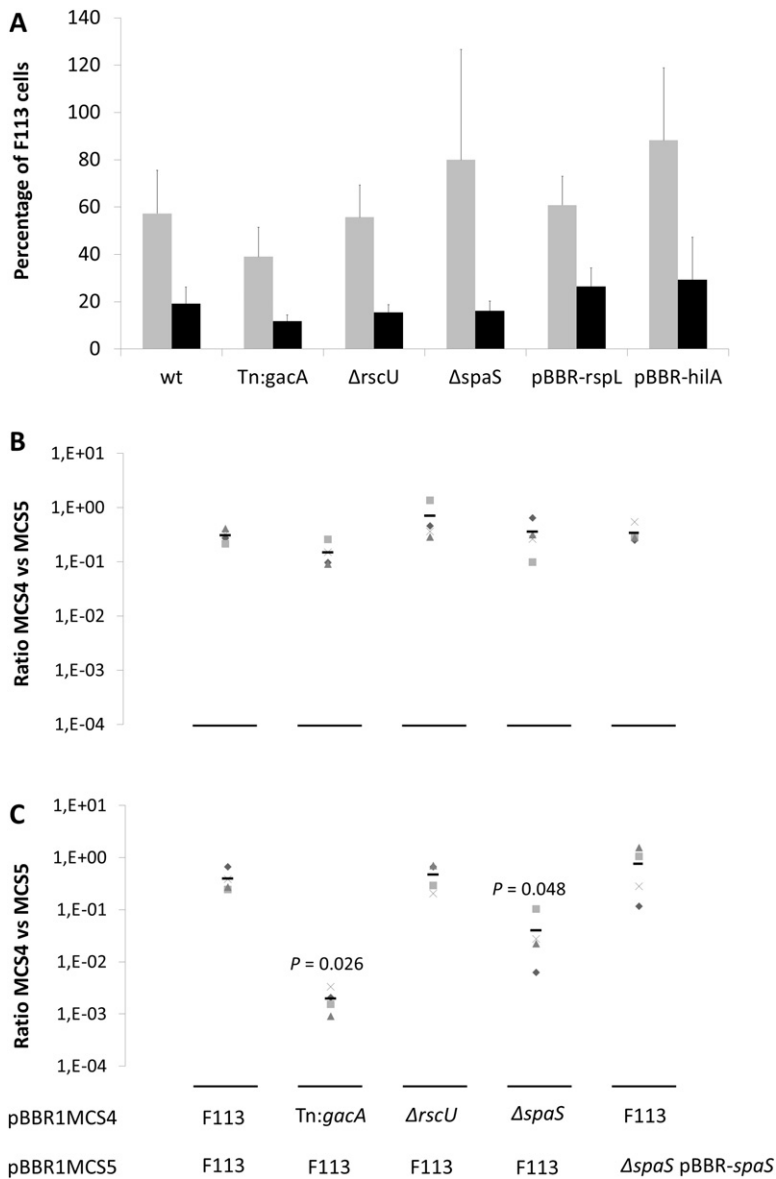 A
Percentage of F113 cells
140
120
100
80
60
40
20
0
wt Tn:gacA ΔrscU ΔspaS pBBR-rspL pBBR-hilA
B
Ratio MCS4 vs MCS5
1,E+01
1,E+00
1,E-01
1,E-02
1,E-03
1,E-04
C
Ratio MCS4 vs MCS5
1,E+01
1,E+00
1,E-01
1,E-02
1,E-03
1,E-04
P = 0.026
P = 0.048
pBBR1MCS4 F113 Tn:gacA ΔrscU ΔspaS F113
pBBR1MCS5 F113 F113 F113 F113 ΔspaS pBBR-spaS